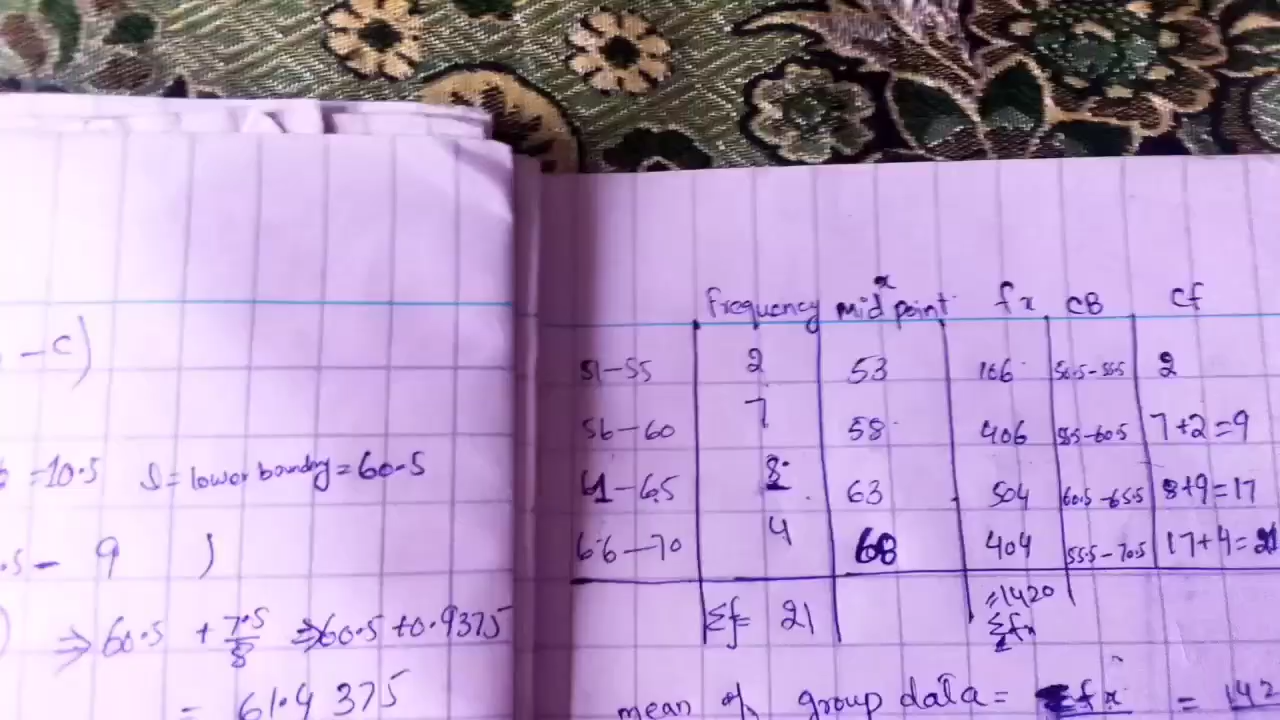 - c)
= 10.5 l = lower boundry = 60.5
.5 - 9 )
) ⇒ 60.5 + 7.5/8 ⇒ 60.5 + 0.9375
= 61.4375
x
frequency mid point fx CB cf
51-55 2 53 106 50.5-55.5 2
56-60 7 58 406 55.5-60.5 7+2=9
61-65 8 63 504 60.5-65.5 8+9=17
66-70 4 68 404 55.5-70.5 17+4=21
Σf= 21 =1420
Σfx
mean of group data = Σfx = 142